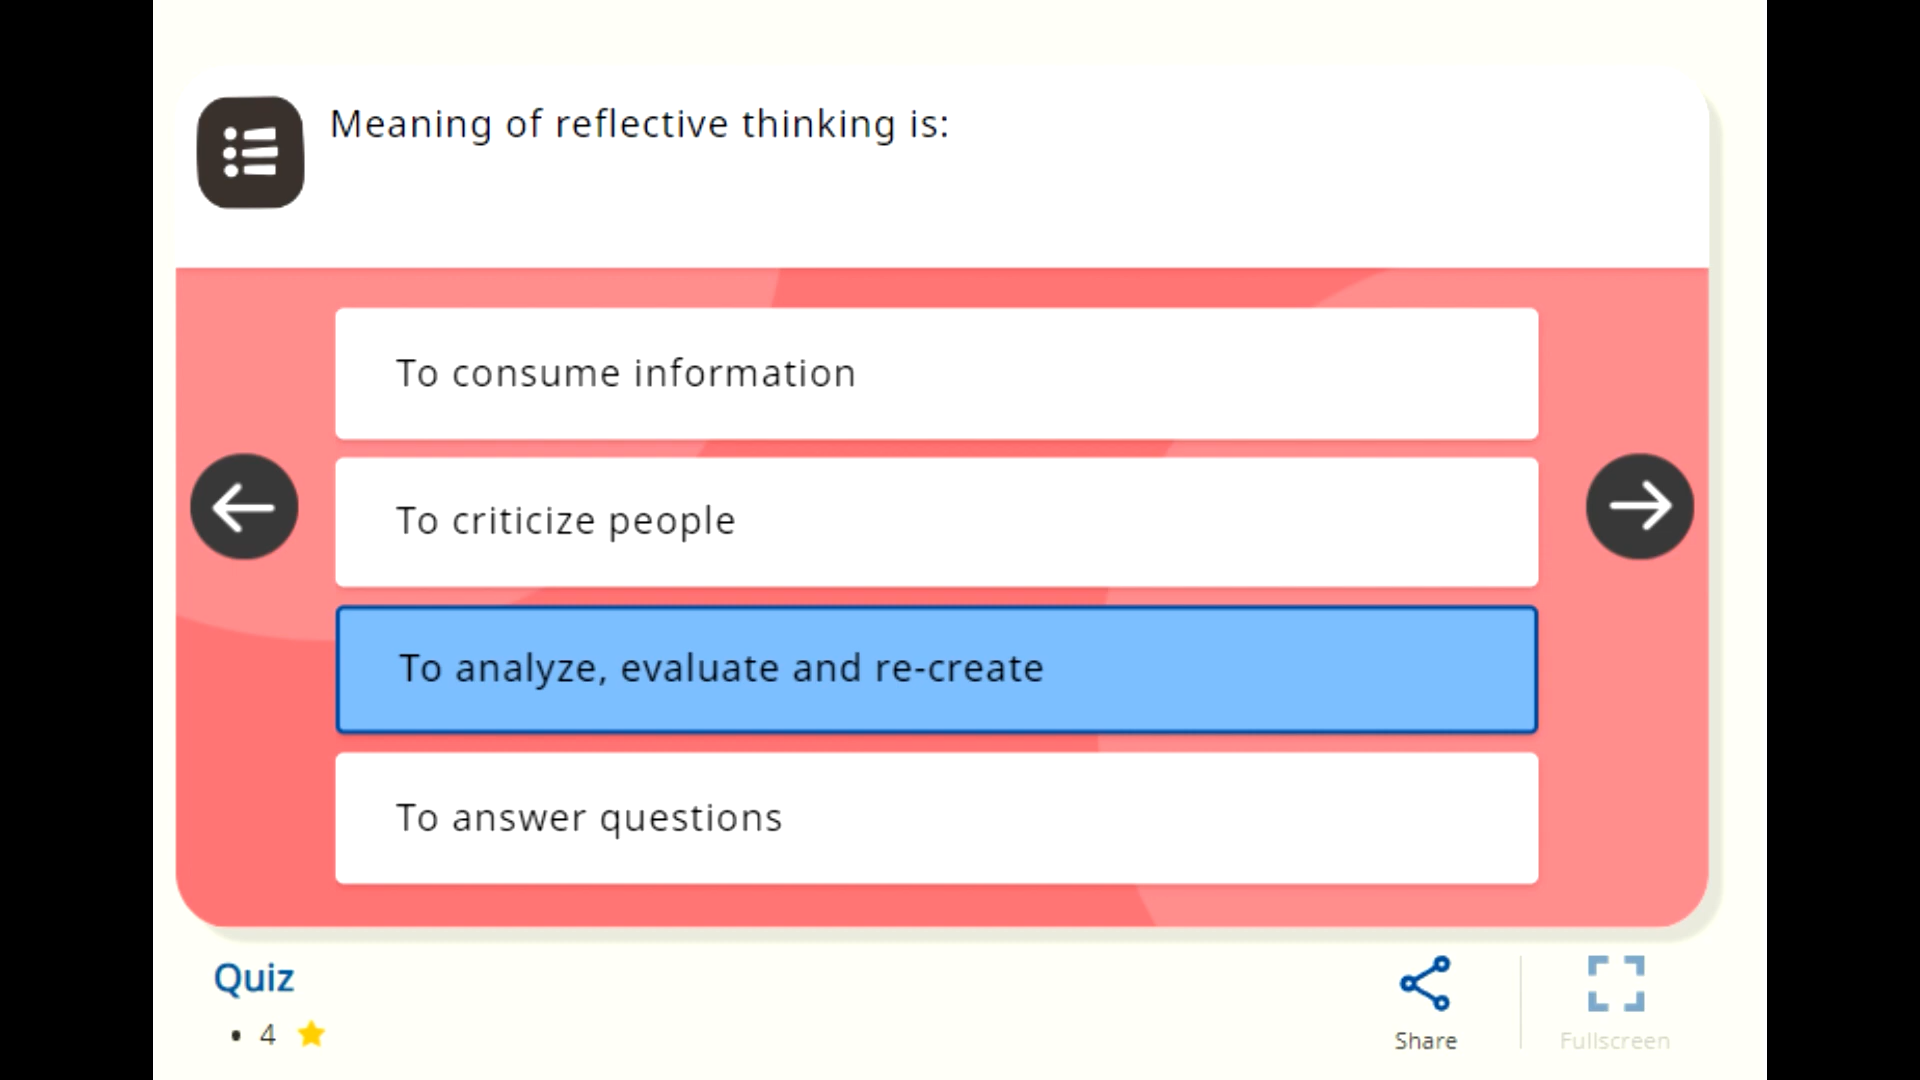 Meaning of reflective thinking is:
To consume information
To criticize people
To analyze, evaluate and re-create
To answer questions
Quiz
• 4
Share
Fullscreen